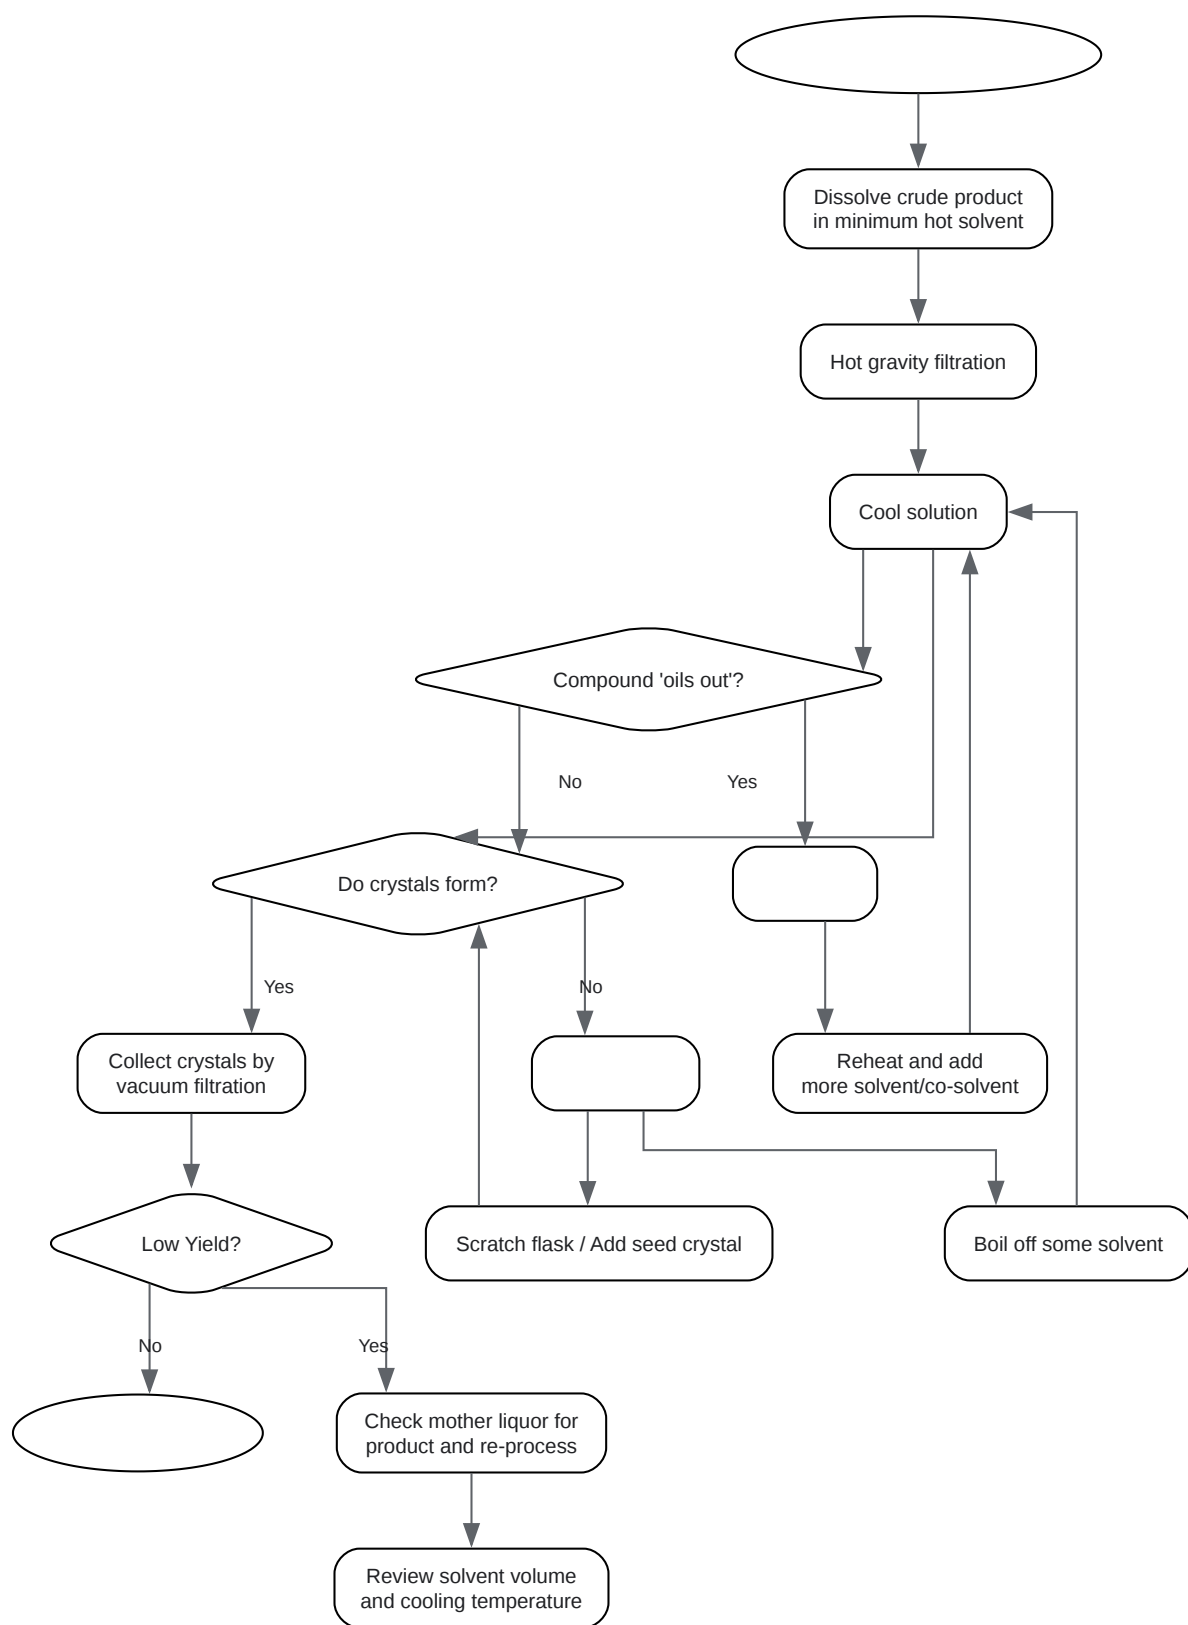 Dissolve crude product
in minimum hot solvent
Hot gravity filtration
Cool solution
Compound 'oils out'?
No
Yes
Do crystals form?
Yes
No
Collect crystals by
vacuum filtration
Reheat and add
more solvent/co-solvent
Low Yield?
Scratch flask / Add seed crystal
Boil off some solvent
No
Yes
Check mother liquor for
product and re-process
Review solvent volume
and cooling temperature